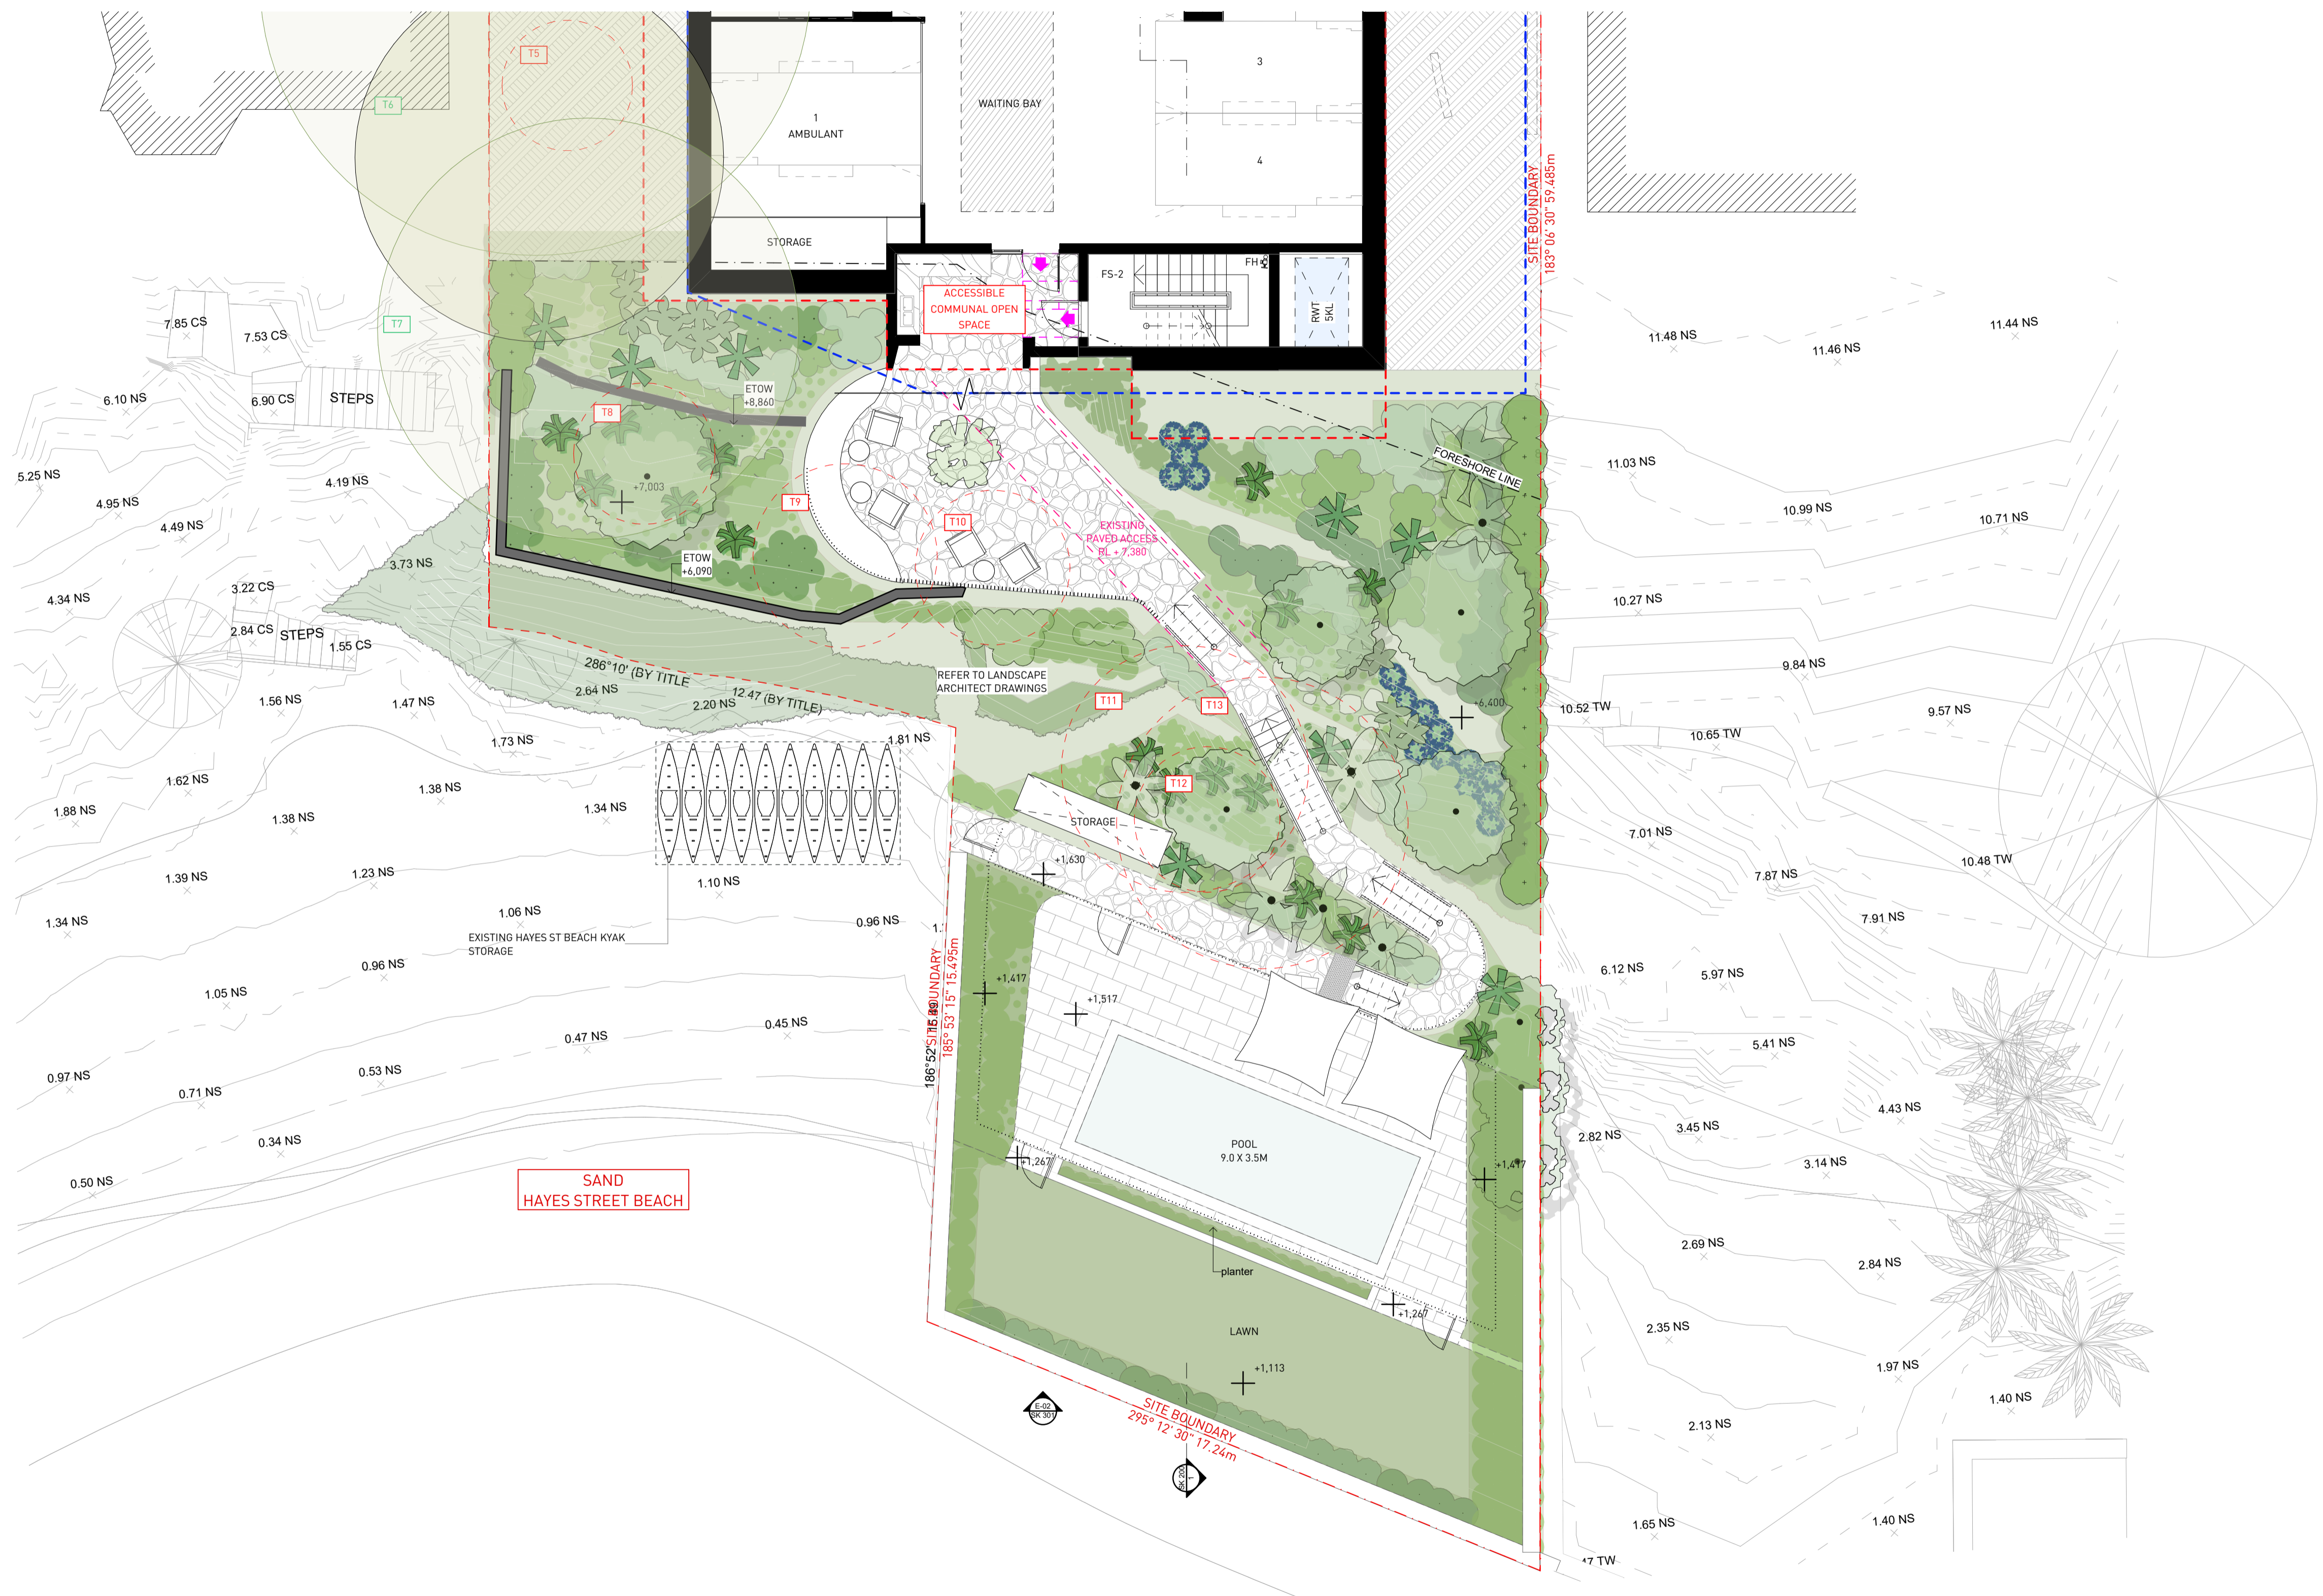 T5
T6
1
AMBULANT
WAITING BAY
3
4
STORAGE
SITE BOUNDARY
183° 06' 30" 59.485m
FS-2
FH
RWT
5KL
ACCESSIBLE
COMMUNAL OPEN
SPACE
T7
7.85 CS
7.53 CS
6.90 CS
STEPS
6.10 NS
5.25 NS
4.95 NS
4.49 NS
4.19 NS
3.73 NS
4.34 NS
3.22 CS
2.84 CS
STEPS
1.55 CS
11.48 NS
11.46 NS
11.44 NS
11.03 NS
10.99 NS
10.71 NS
10.27 NS
9.84 NS
9.57 NS
10.52 TW
10.65 TW
10.48 TW
ETOW
+8,860
T8
+7,003
T9
T10
ETOW
+6,090
EXISTING
PAVED ACCESS
RL + 7,380
FORESHORE LINE
286°10' (BY TITLE
12.47 (BY TITLE)
2.64 NS
2.20 NS
1.81 NS
REFER TO LANDSCAPE
ARCHITECT DRAWINGS
T11
T13
T12
+6,400
STORAGE
+1,630
1.56 NS
1.47 NS
1.73 NS
1.62 NS
1.88 NS
1.38 NS
1.38 NS
1.34 NS
1.39 NS
1.23 NS
1.10 NS
1.34 NS
1.06 NS
0.96 NS
EXISTING HAYES ST BEACH KYAK
STORAGE
0.96 NS
1.05 NS
0.97 NS
0.71 NS
0.53 NS
0.47 NS
0.45 NS
0.34 NS
0.50 NS
SAND
HAYES STREET BEACH
SITE BOUNDARY
185° 53' 15" 15.495m
186°52'
15.49
+1,417
+1,517
+1,267
POOL
9.0 X 3.5M
+1,417
planter
+1,267
LAWN
+1,113
SITE BOUNDARY
295° 12' 30" 17.24m
E-02
SK 301
SK 200
1
7.01 NS
7.87 NS
7.91 NS
6.12 NS
5.97 NS
5.41 NS
4.43 NS
3.45 NS
2.82 NS
3.14 NS
2.69 NS
2.84 NS
2.35 NS
1.97 NS
1.40 NS
2.13 NS
1.65 NS
1.40 NS
47 TW